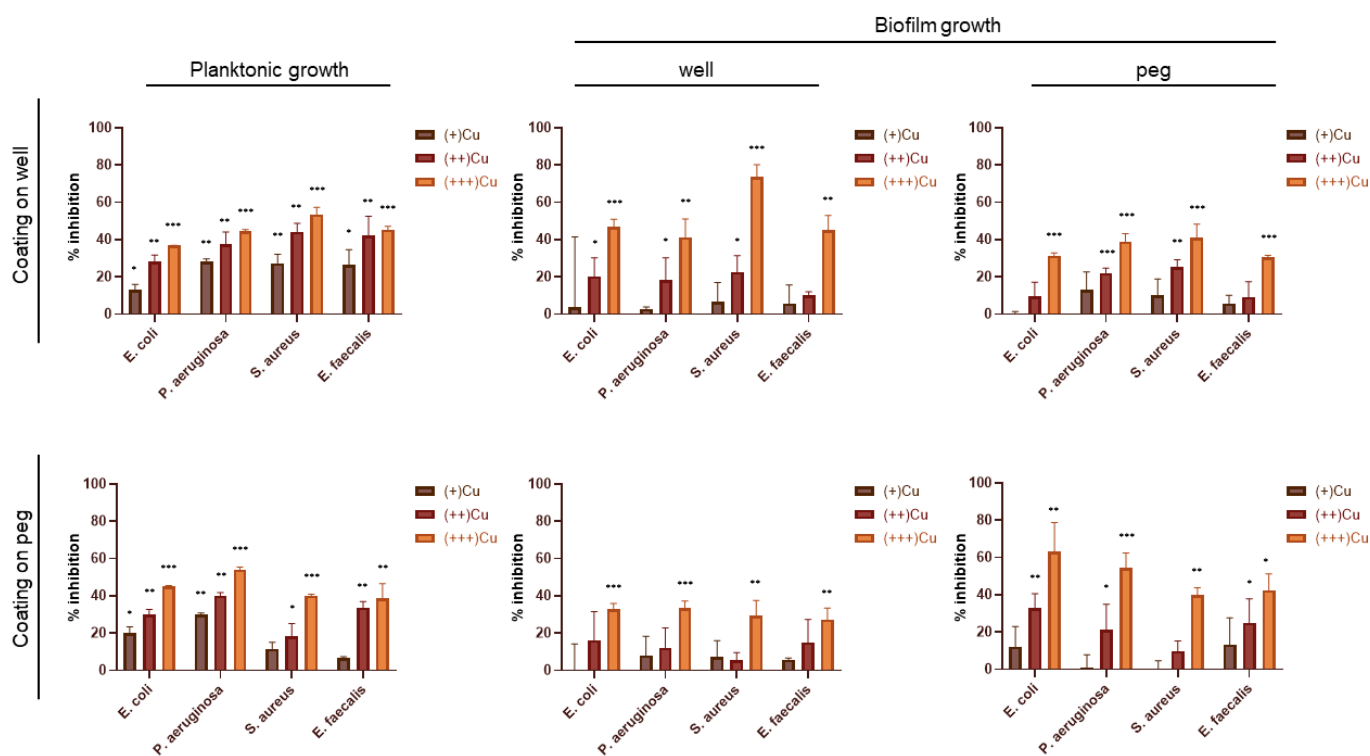 Biofilm growth
Planktonic growth
well
peg
Coating on well
% inhibition
100
80
60
40
20
0
* ** *** ** ** *** ** ** *** * ** ***
E. coli
P. aeruginosa
S. aureus
E. faecalis
(+)Cu
(++)Cu
(+++)Cu
% inhibition
100
80
60
40
20
0
* *** * ** * *** **
E. coli
P. aeruginosa
S. aureus
E. faecalis
(+)Cu
(++)Cu
(+++)Cu
% inhibition
100
80
60
40
20
0
*** *** *** ** *** ***
E. coli
P. aeruginosa
S. aureus
E. faecalis
(+)Cu
(++)Cu
(+++)Cu
Coating on peg
% inhibition
100
80
60
40
20
0
* ** *** ** ** *** * *** ** **
E. coli
P. aeruginosa
S. aureus
E. faecalis
(+)Cu
(++)Cu
(+++)Cu
% inhibition
100
80
60
40
20
0
*** *** ** **
E. coli
P. aeruginosa
S. aureus
E. faecalis
(+)Cu
(++)Cu
(+++)Cu
% inhibition
100
80
60
40
20
0
** ** * *** ** * *
E. coli
P. aeruginosa
S. aureus
E. faecalis
(+)Cu
(++)Cu
(+++)Cu